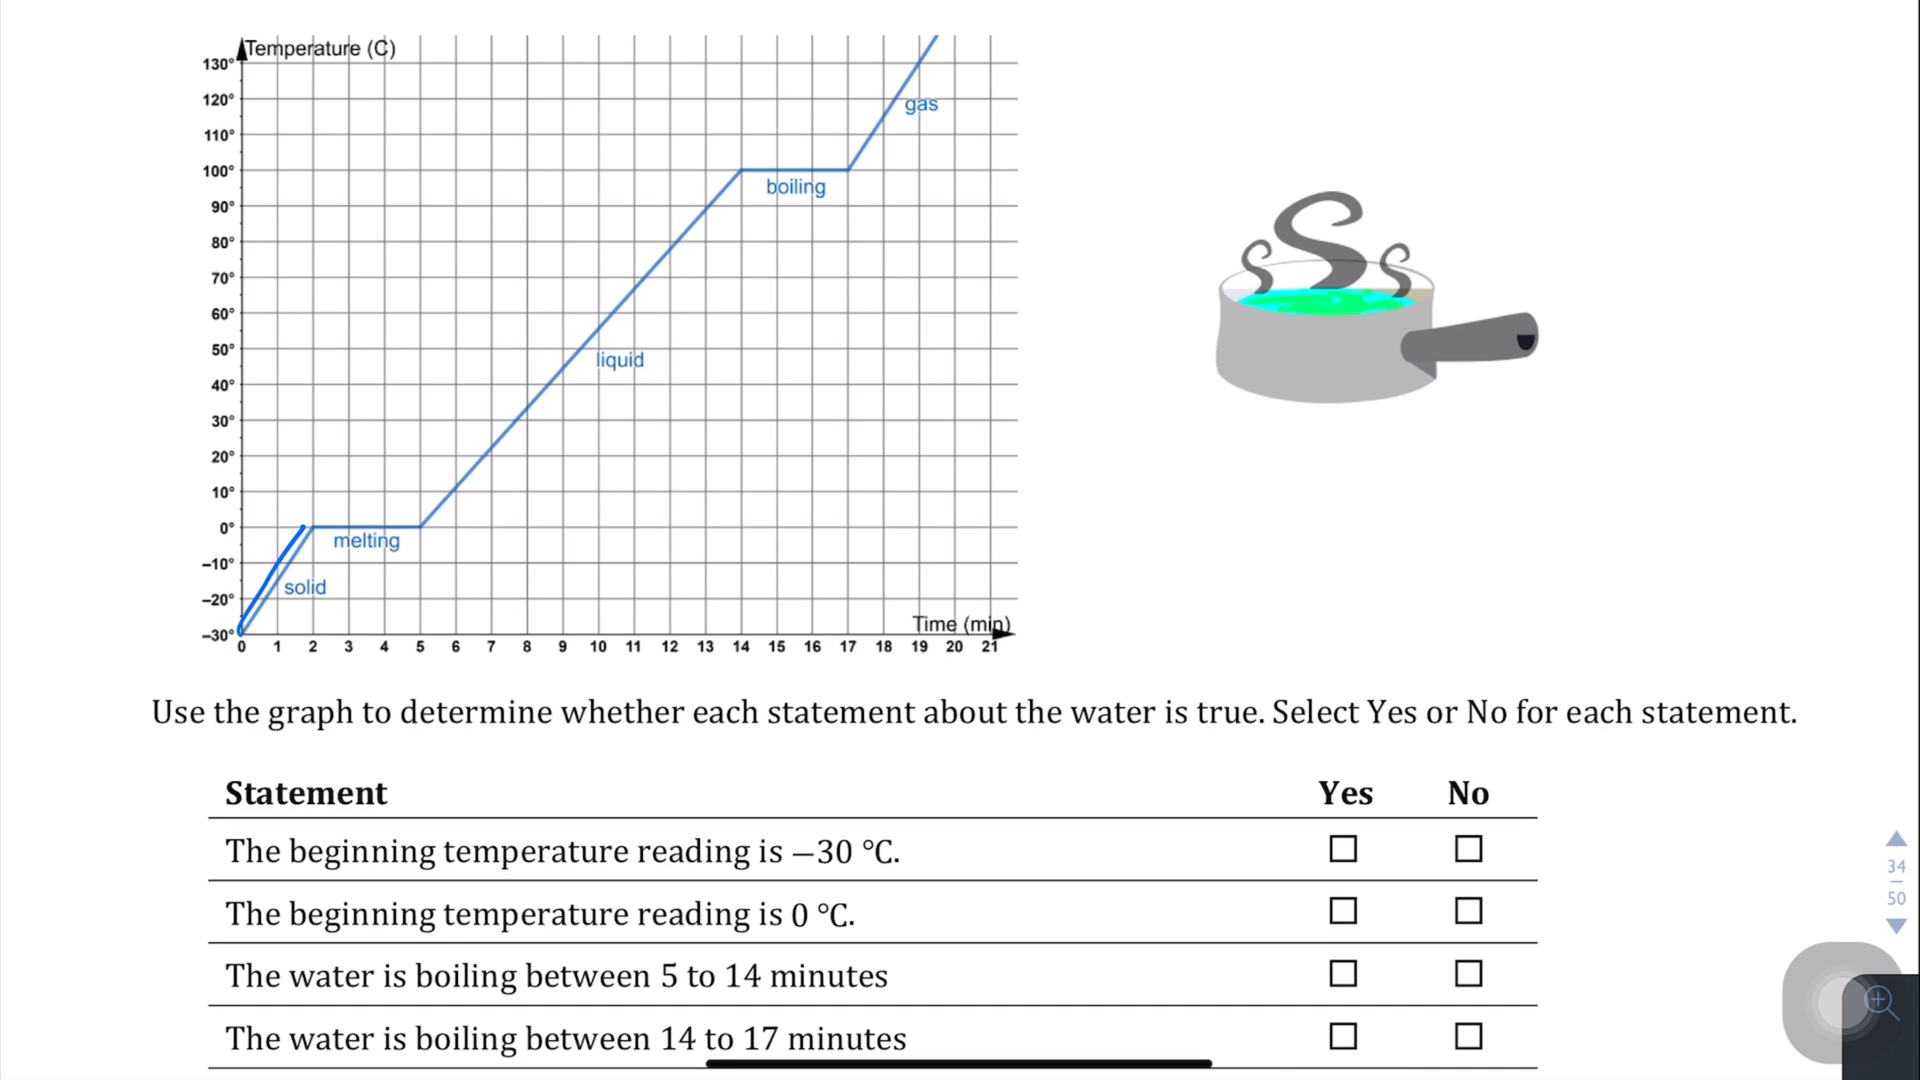 Temperature (C)
130°
120°
gas
110°
100°
boiling
90°
80°
70°
60°
50°
liquid
40°
30°
20°
10°
0°
melting
–10°
solid
–20°
Time (min)
–30°
0 1 2 3 4 5 6 7 8 9 10 11 12 13 14 15 16 17 18 19 20 21
Use the graph to determine whether each statement about the water is true. Select Yes or No for each statement.
Statement Yes No
The beginning temperature reading is −30 °C.
The beginning temperature reading is 0 °C.
The water is boiling between 5 to 14 minutes
The water is boiling between 14 to 17 minutes
34
50